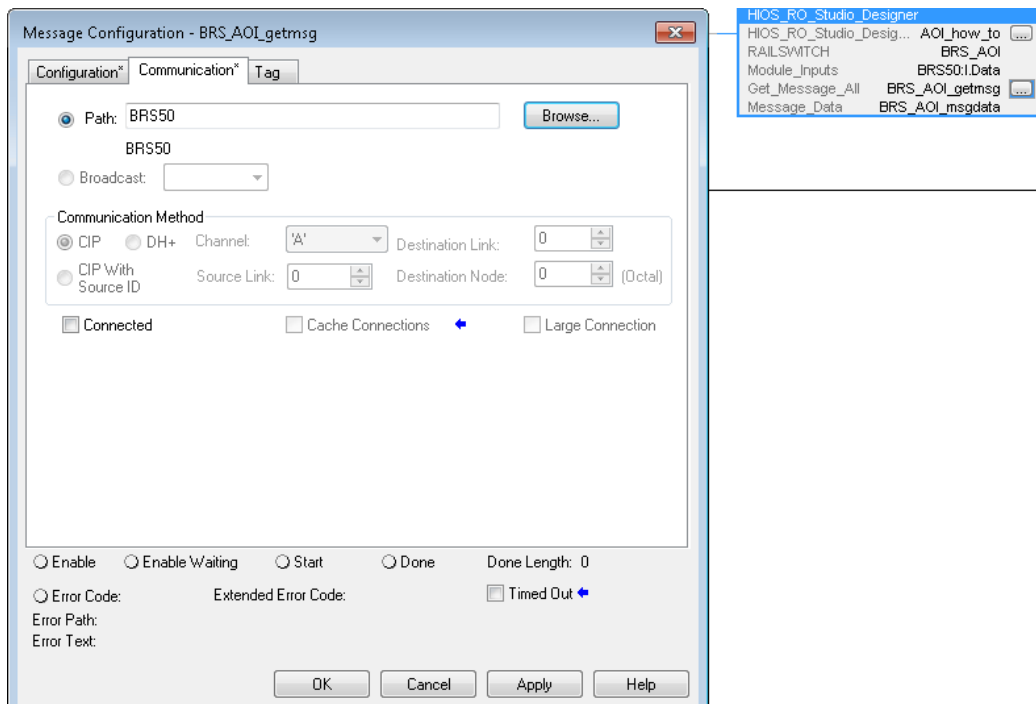 Message Configuration - BRS_AOI_getmsg
Configuration* Communication* Tag
Path: BRS50 Browse...
BRS50
Broadcast:
Communication Method
CIP DH+ Channel: 'A' Destination Link: 0
CIP With Source ID Source Link: 0 Destination Node: 0 (Octal)
Connected Cache Connections Large Connection
Enable Enable Waiting Start Done Done Length: 0
Error Code: Extended Error Code: Timed Out
Error Path:
Error Text:
OK Cancel Apply Help
HIOS_RO_Studio_Designer
HIOS_RO_Studio_Desig... AOI_how_to ...
RAILSWITCH BRS_AOI
Module_Inputs BRS50:I.Data
Get_Message_All BRS_AOI_getmsg ...
Message_Data BRS_AOI_msgdata